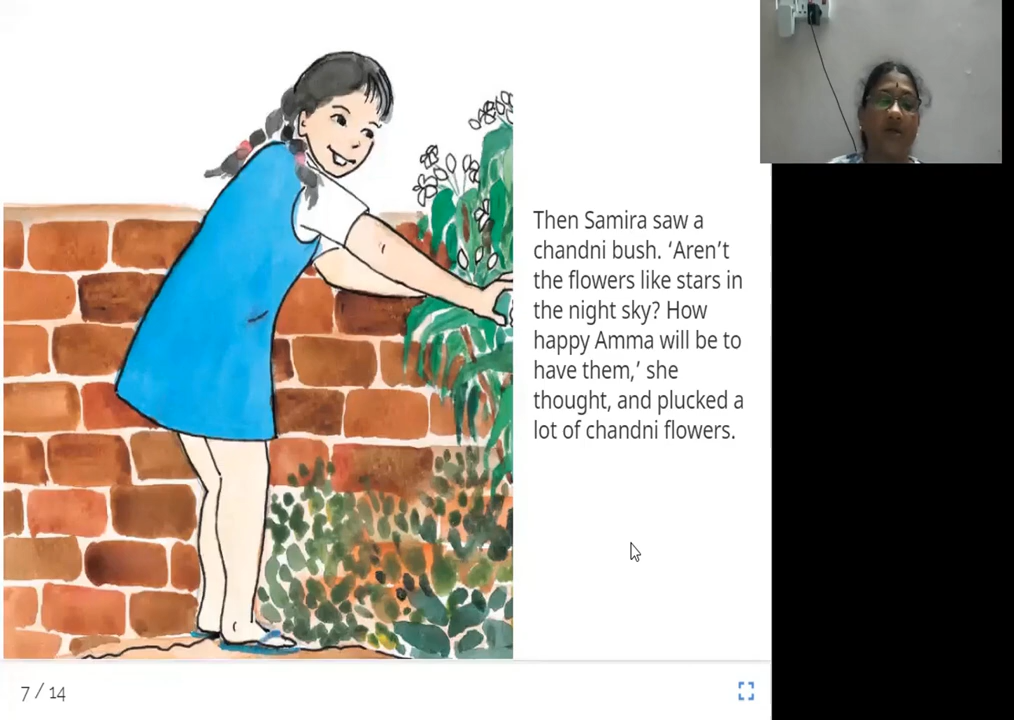 Then Samira saw a
chandni bush. ‘Aren’t
the flowers like stars in
the night sky? How
happy Amma will be to
have them,’ she
thought, and plucked a
lot of chandni flowers.
7 / 14